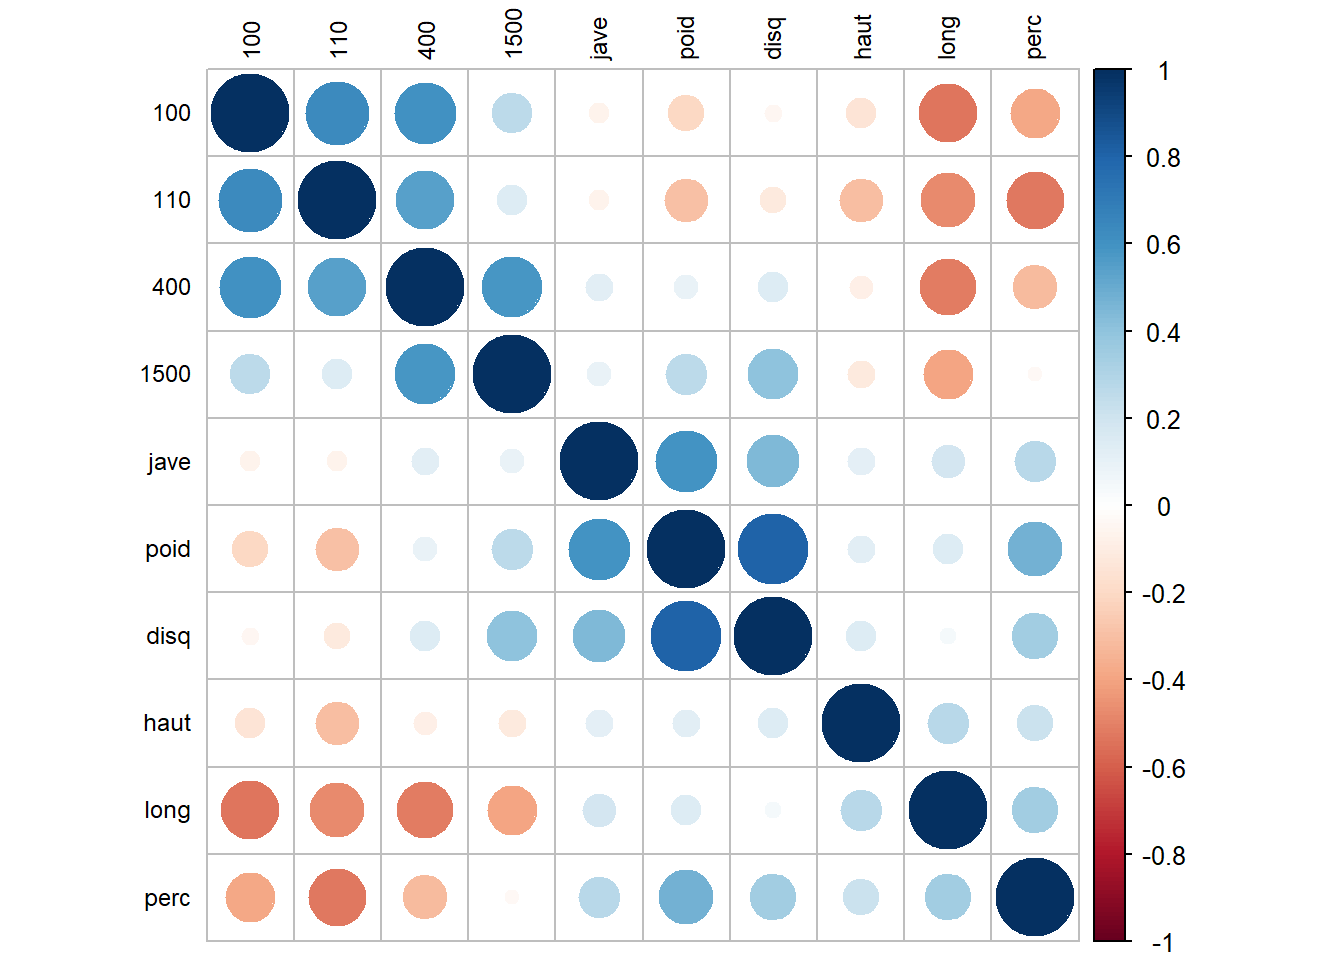 100 110 400 1500 jave poid disq haut long perc
1
100
0.8
110
0.6
400
0.4
1500
0.2
jave
0
poid
-0.2
disq
-0.4
haut
-0.6
long
-0.8
perc
-1